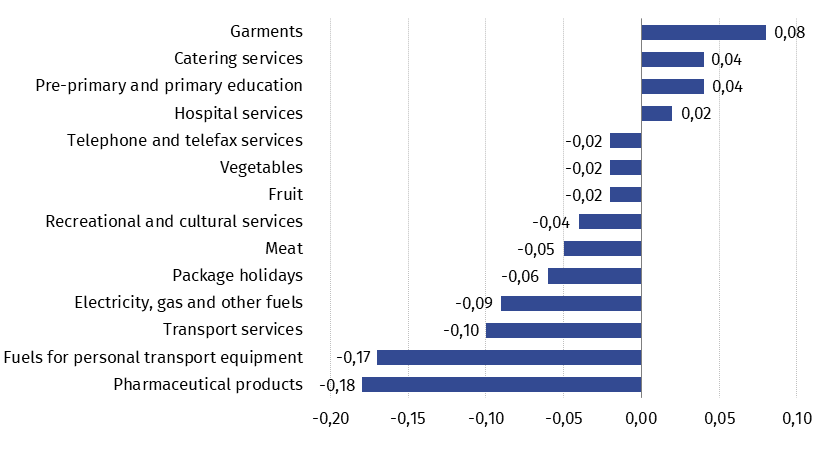 Garments 0,08
Catering services 0,04
Pre-primary and primary education 0,04
Hospital services 0,02
Telephone and telefax services -0,02
Vegetables -0,02
Fruit -0,02
Recreational and cultural services -0,04
Meat -0,05
Package holidays -0,06
Electricity, gas and other fuels -0,09
Transport services -0,10
Fuels for personal transport equipment -0,17
Pharmaceutical products -0,18
-0,20 -0,15 -0,10 -0,05 0,00 0,05 0,10